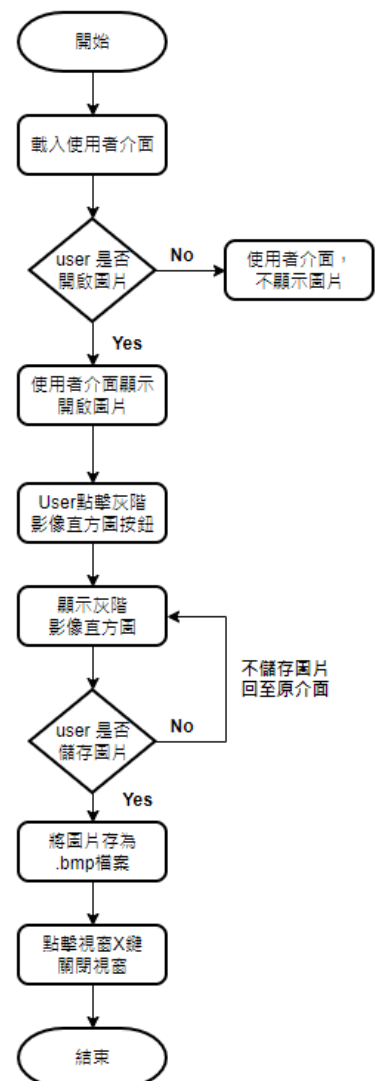 開始
載入使用者介面
user 是否
開啟圖片
No
使用者介面，
不顯示圖片
Yes
使用者介面顯示
開啟圖片
User點擊灰階
影像直方圖按鈕
顯示灰階
影像直方圖
不儲存圖片
回至原介面
user 是否
儲存圖片
No
Yes
將圖片存為
.bmp檔案
點擊視窗X鍵
關閉視窗
結束